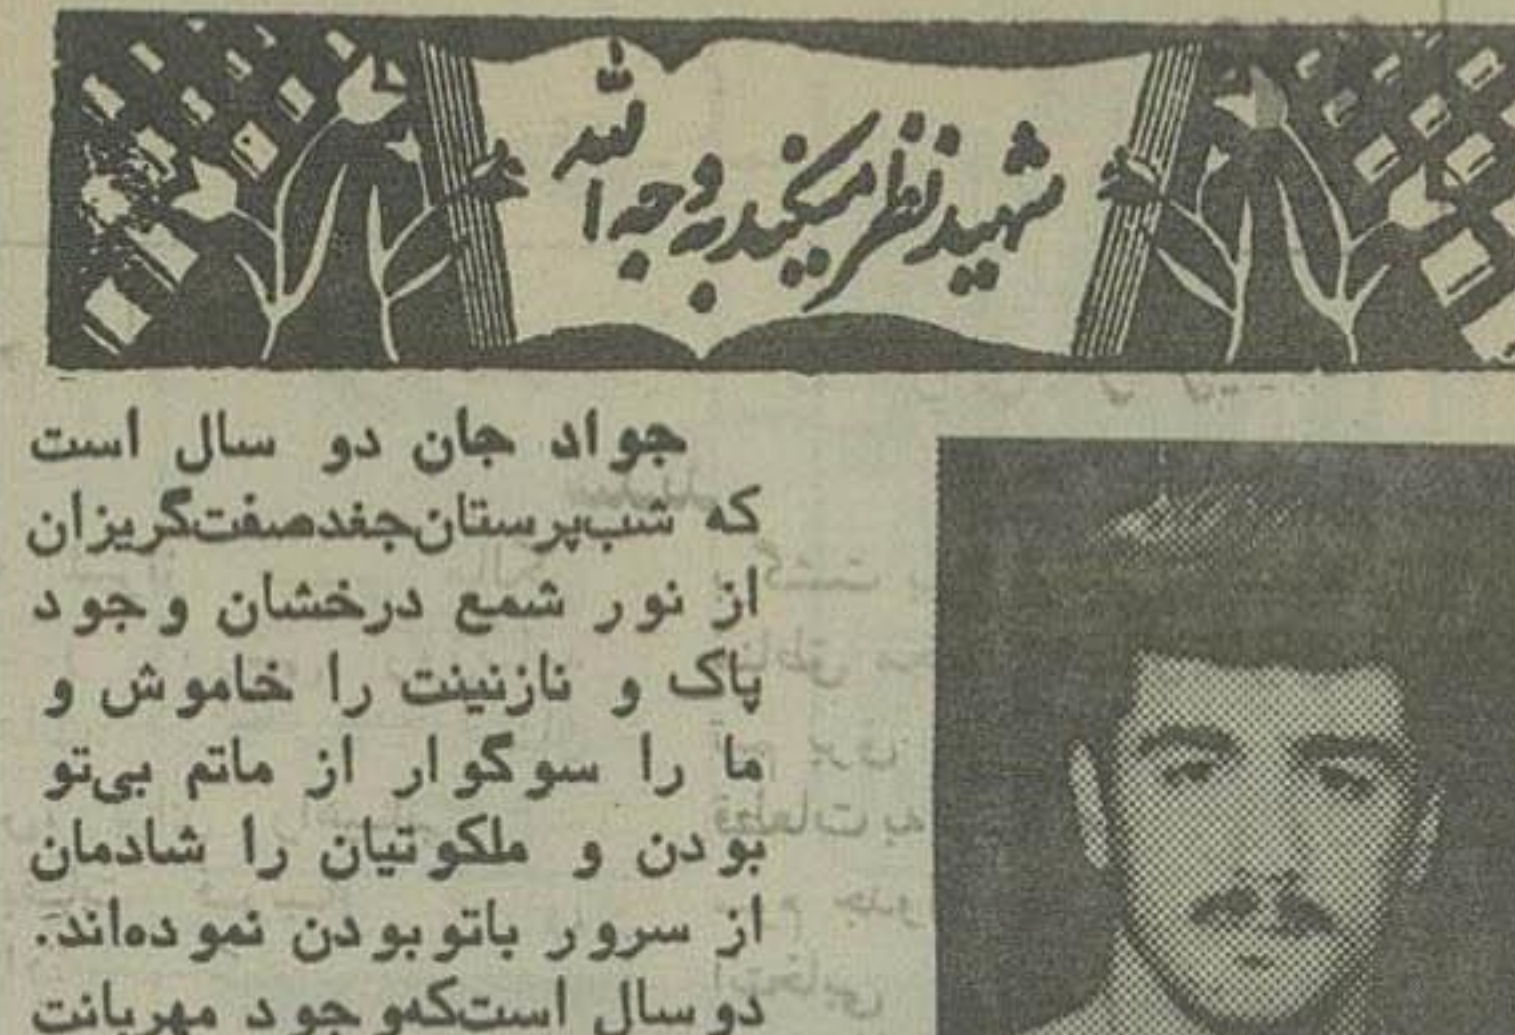 شهید نظر میکند به وجه الله
جواد جان دو سال است
که شب‌پرستان جغدصفت گریزان
از نور شمع درخشان وجود
پاک و نازنینت را خاموش و
ما را سوگوار از ماتم بی‌تو
بودن و ملکوتیان را شادمان
از سرور باتوبودن نموده‌اند.
دوسال است که وجود مهربانت